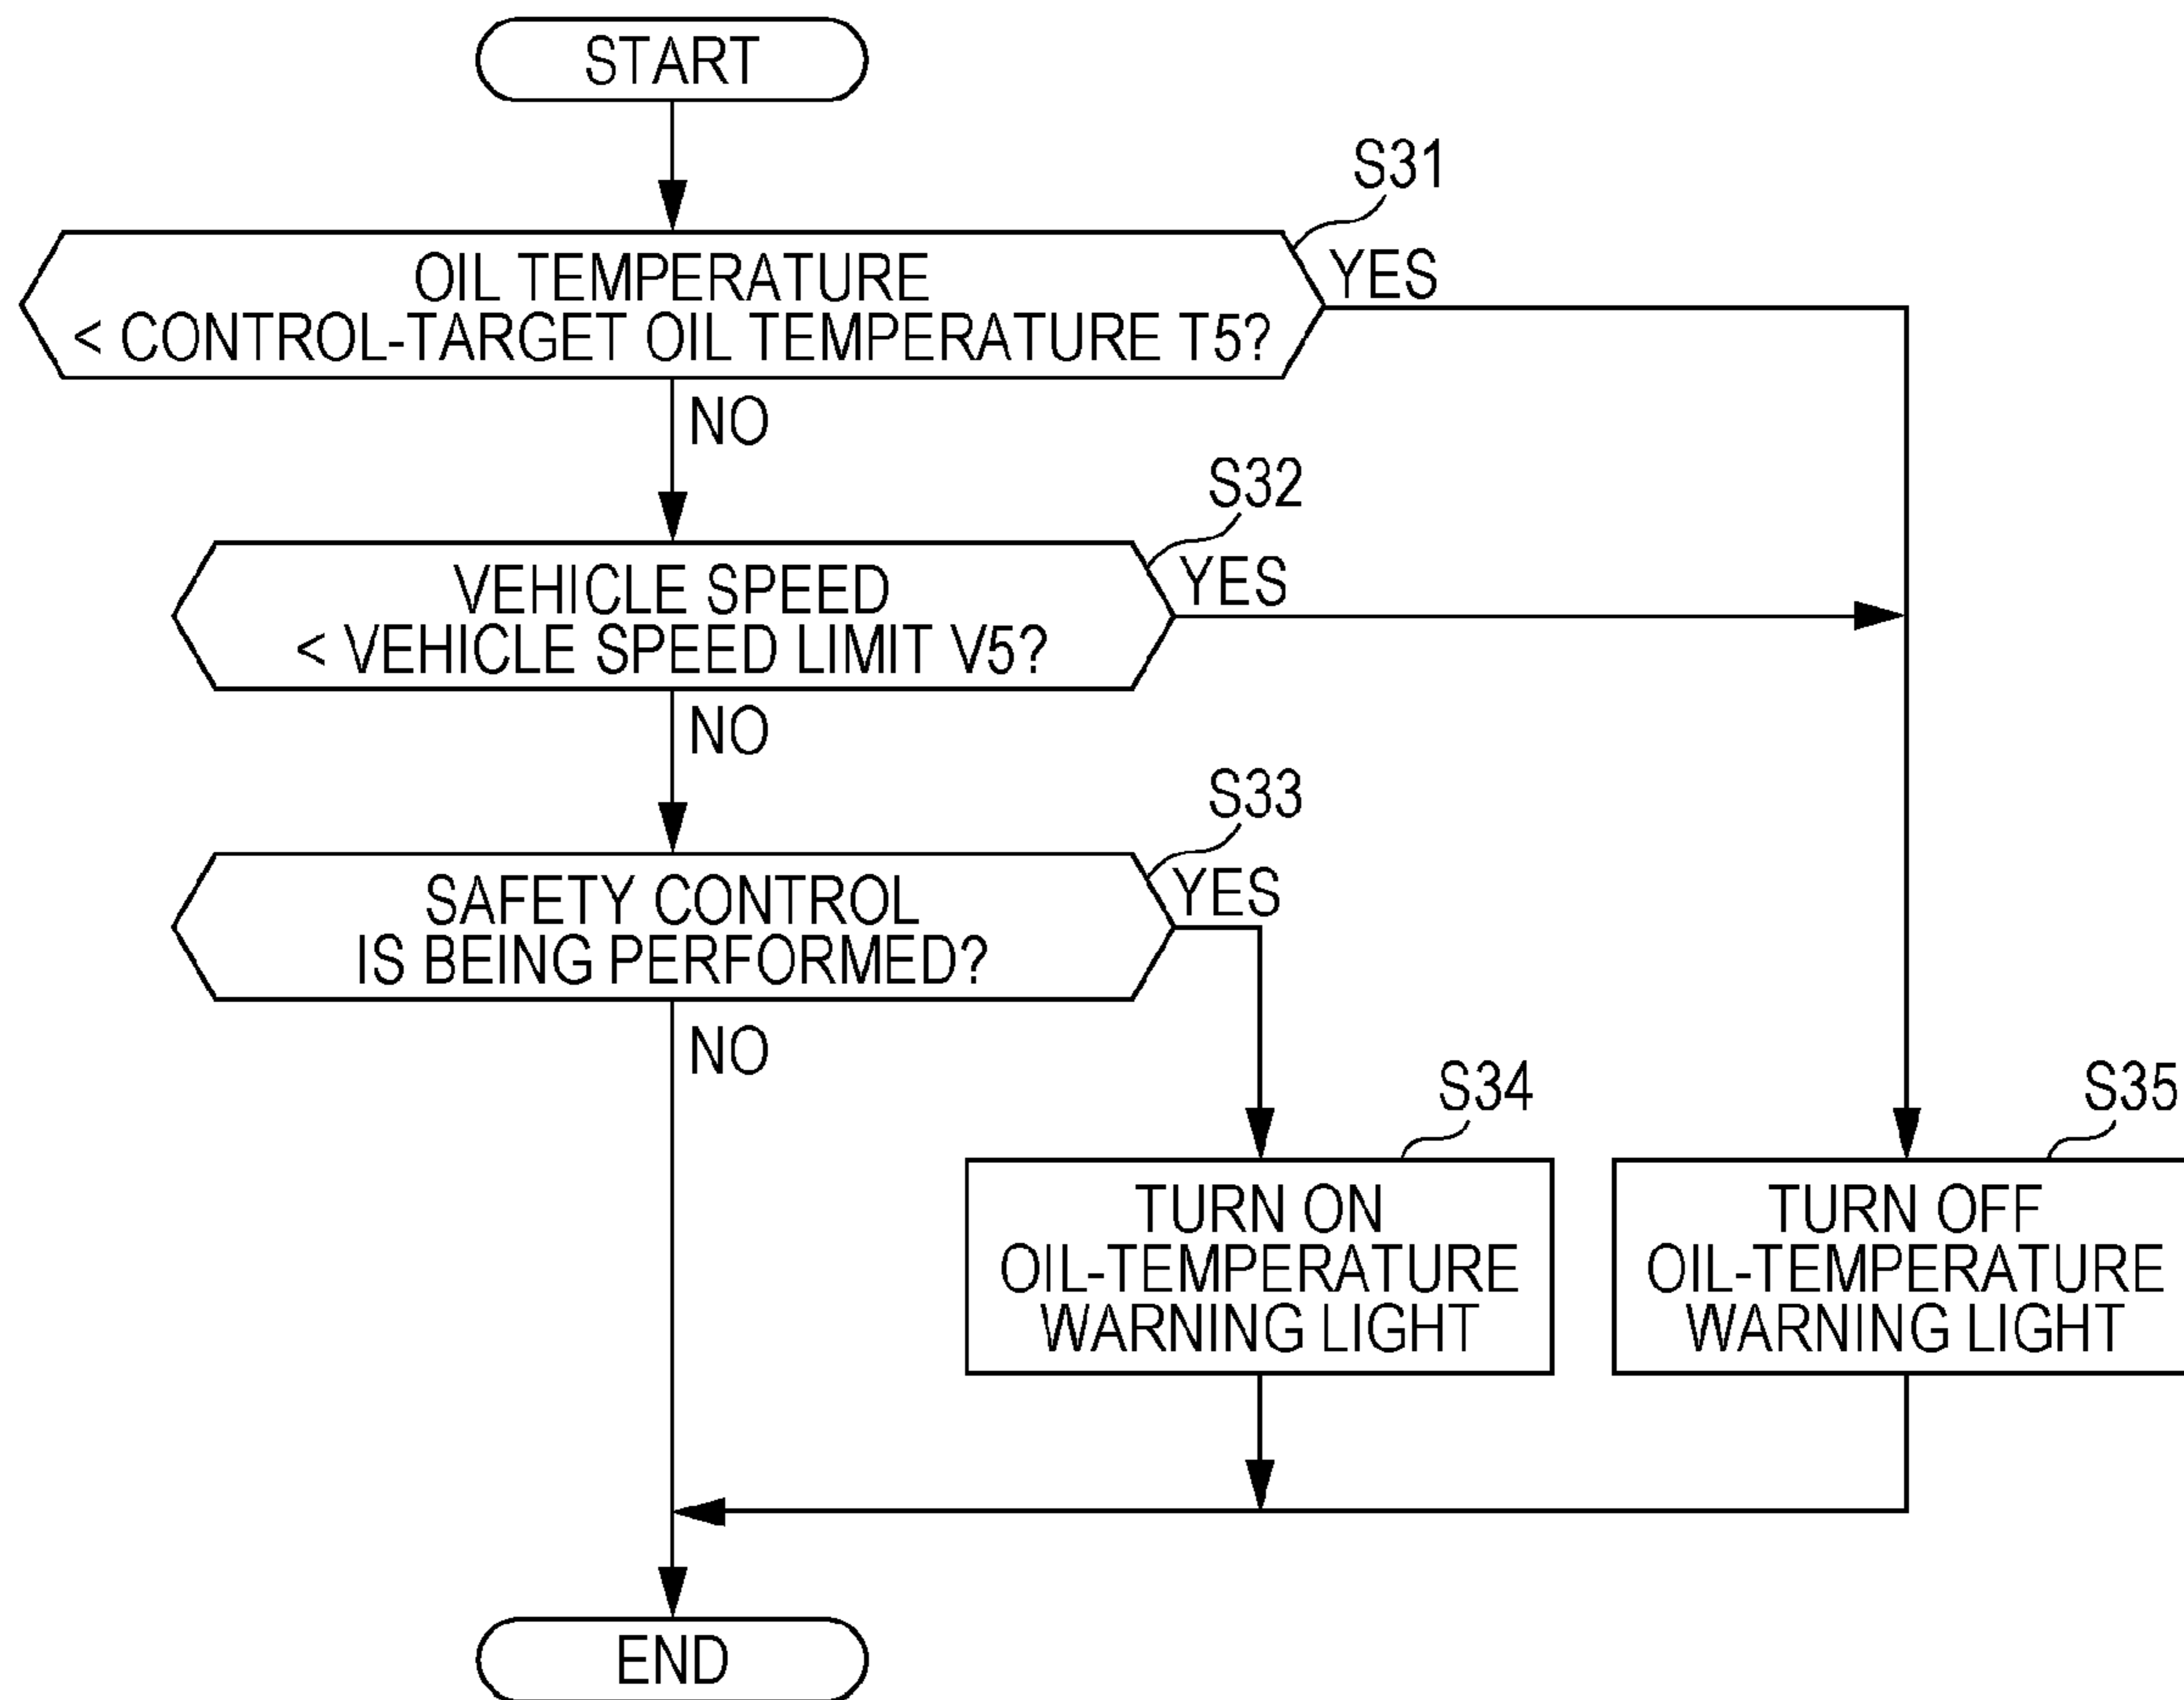 START
S31
OIL TEMPERATURE
< CONTROL-TARGET OIL TEMPERATURE T5?
YES
NO
S32
VEHICLE SPEED
< VEHICLE SPEED LIMIT V5?
YES
NO
S33
SAFETY CONTROL
IS BEING PERFORMED?
YES
NO
S34
TURN ON
OIL-TEMPERATURE
WARNING LIGHT
S35
TURN OFF
OIL-TEMPERATURE
WARNING LIGHT
END